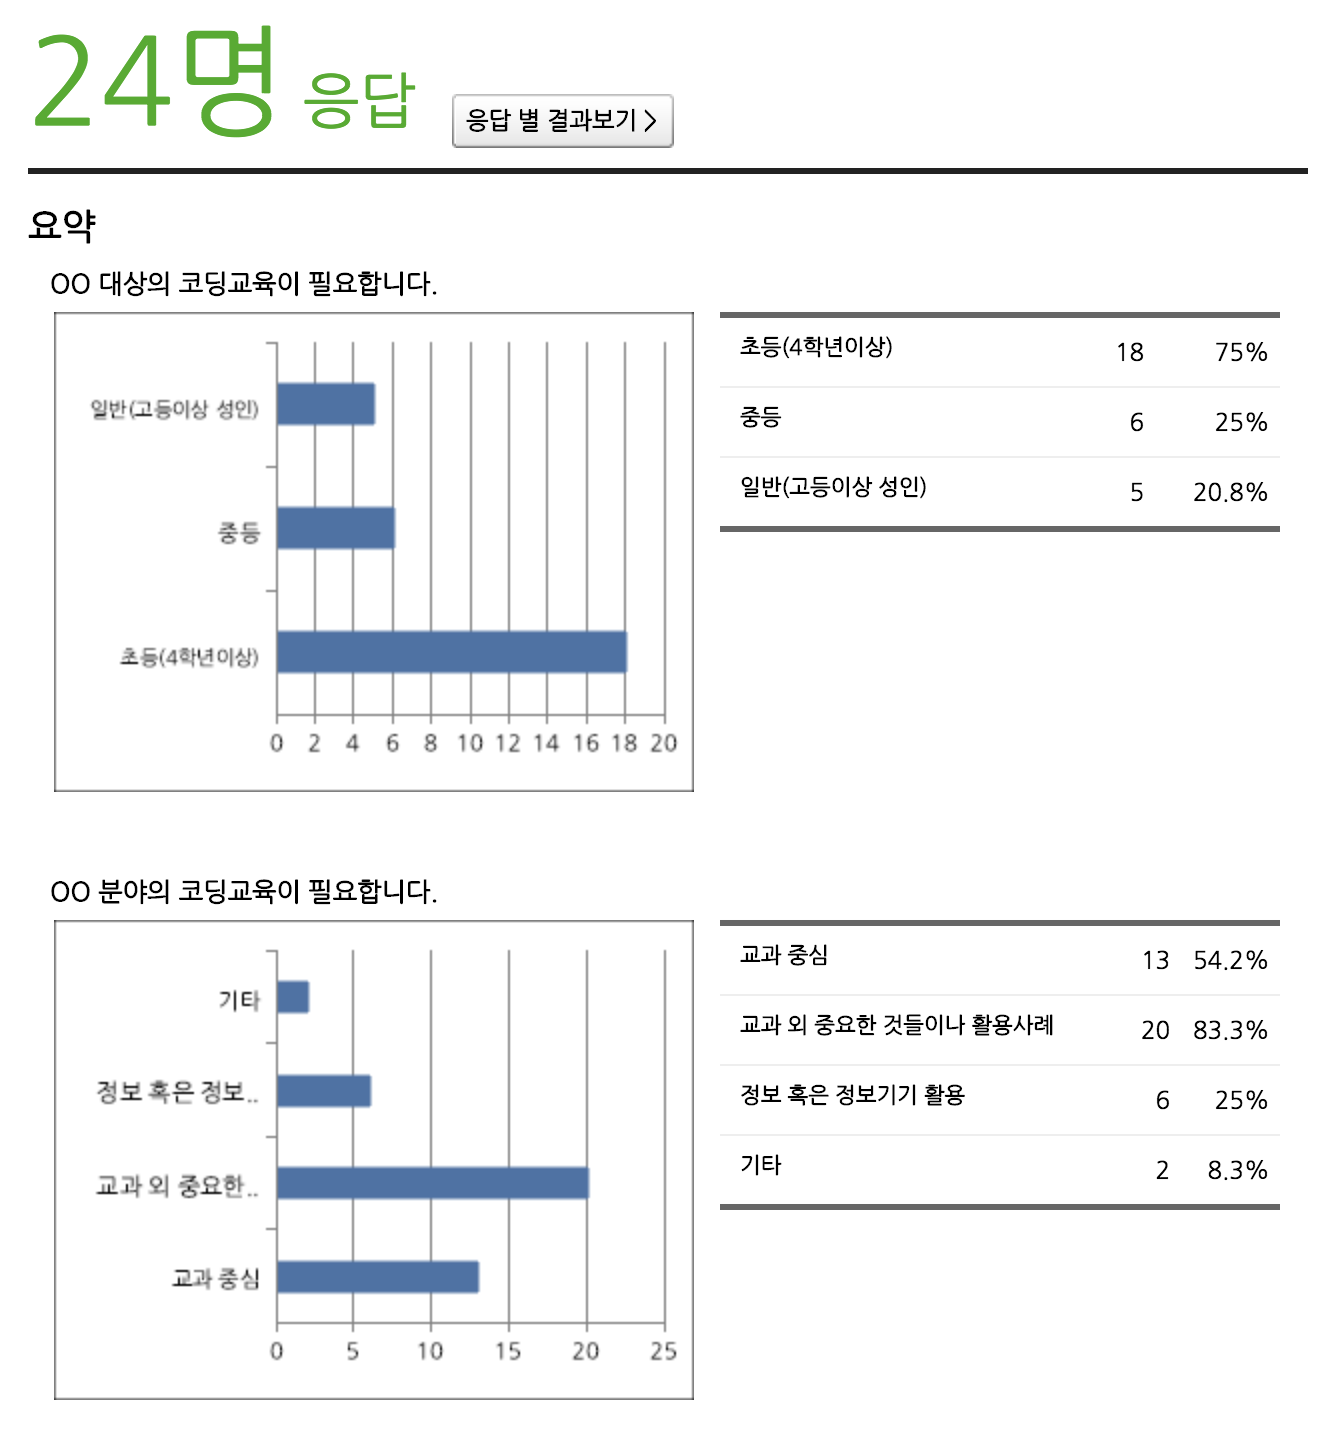 24명 응답
응답 별 결과보기 >
요약
OO 대상의 코딩교육이 필요합니다.
일반(고등이상 성인)
중등
초등(4학년이상)
0 2 4 6 8 10 12 14 16 18 20
초등(4학년이상) 18 75%
중등 6 25%
일반(고등이상 성인) 5 20.8%
OO 분야의 코딩교육이 필요합니다.
기타
정보 혹은 정보..
교과 외 중요한..
교과 중심
0 5 10 15 20 25
교과 중심 13 54.2%
교과 외 중요한 것들이나 활용사례 20 83.3%
정보 혹은 정보기기 활용 6 25%
기타 2 8.3%